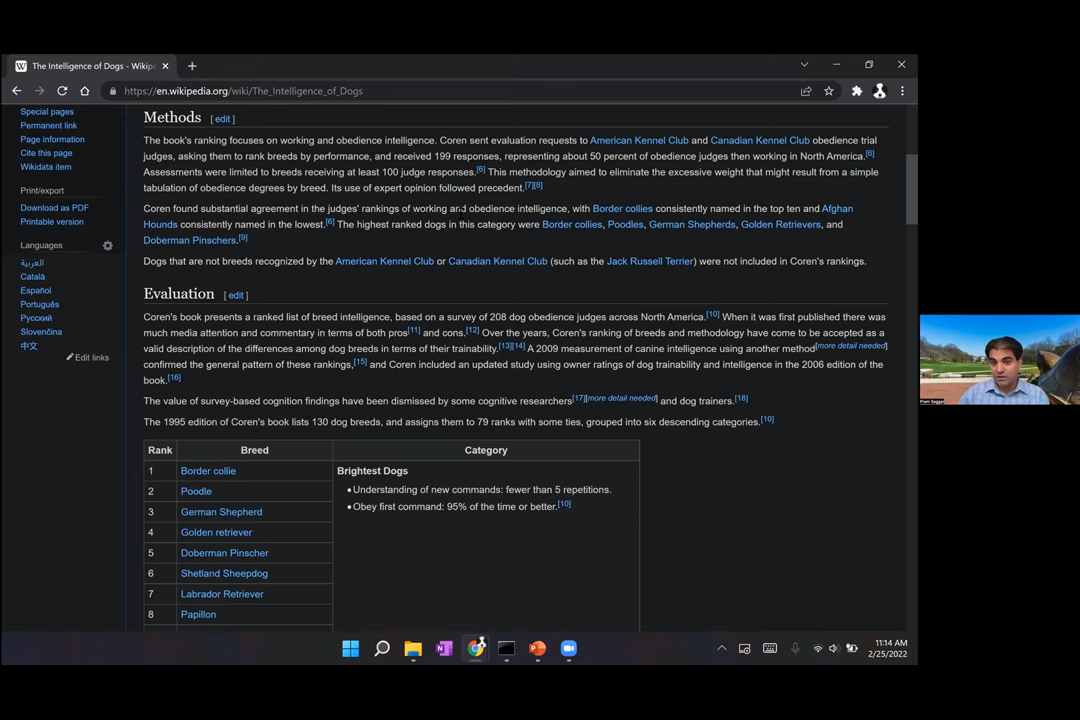 The Intelligence of Dogs - Wikip
https://en.wikipedia.org/wiki/The_Intelligence_of_Dogs
Special pages
Permanent link
Page information
Cite this page
Wikidata item
Print/export
Download as PDF
Printable version
Languages
العربية
Català
Español
Português
Русский
Slovenčina
中文
Edit links
Methods [ edit ]
The book's ranking focuses on working and obedience intelligence. Coren sent evaluation requests to American Kennel Club and Canadian Kennel Club obedience trial
judges, asking them to rank breeds by performance, and received 199 responses, representing about 50 percent of obedience judges then working in North America.[6]
Assessments were limited to breeds receiving at least 100 judge responses.[6] This methodology aimed to eliminate the excessive weight that might result from a simple
tabulation of obedience degrees by breed. Its use of expert opinion followed precedent.[7][8]
Coren found substantial agreement in the judges' rankings of working and obedience intelligence, with Border collies consistently named in the top ten and Afghan
Hounds consistently named in the lowest.[6] The highest ranked dogs in this category were Border collies, Poodles, German Shepherds, Golden Retrievers, and
Doberman Pinschers.[9]
Dogs that are not breeds recognized by the American Kennel Club or Canadian Kennel Club (such as the Jack Russell Terrier) were not included in Coren's rankings.
Evaluation [ edit ]
Coren's book presents a ranked list of breed intelligence, based on a survey of 208 dog obedience judges across North America.[10] When it was first published there was
much media attention and commentary in terms of both pros[11] and cons.[12] Over the years, Coren's ranking of breeds and methodology have come to be accepted as a
valid description of the differences among dog breeds in terms of their trainability.[13][14] A 2009 measurement of canine intelligence using another method[more detail needed]
confirmed the general pattern of these rankings,[15] and Coren included an updated study using owner ratings of dog trainability and intelligence in the 2006 edition of the
book.[16]
The value of survey-based cognition findings have been dismissed by some cognitive researchers[17][more detail needed] and dog trainers.[18]
The 1995 edition of Coren's book lists 130 dog breeds, and assigns them to 79 ranks with some ties, grouped into six descending categories.[10]
Rank Breed Category
1 Border collie Brightest Dogs
2 Poodle • Understanding of new commands: fewer than 5 repetitions.
3 German Shepherd • Obey first command: 95% of the time or better.[10]
4 Golden retriever
5 Doberman Pinscher
6 Shetland Sheepdog
7 Labrador Retriever
8 Papillon
11:14 AM
2/25/2022
Prem Saggar